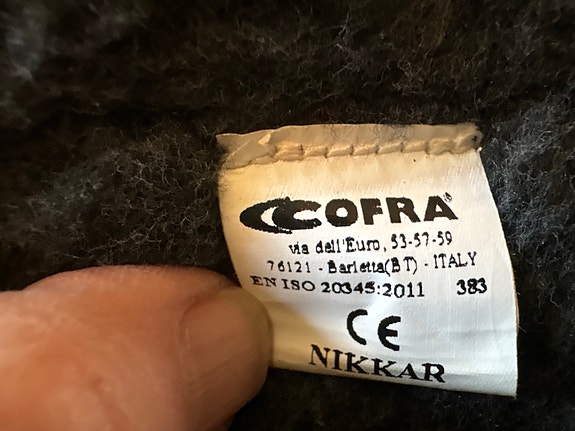 COFRA®
via dell'Euro, 53-57-59
76121 - Barletta(BT) - ITALY
EN ISO 20345:2011 383
CE
NIKKAR